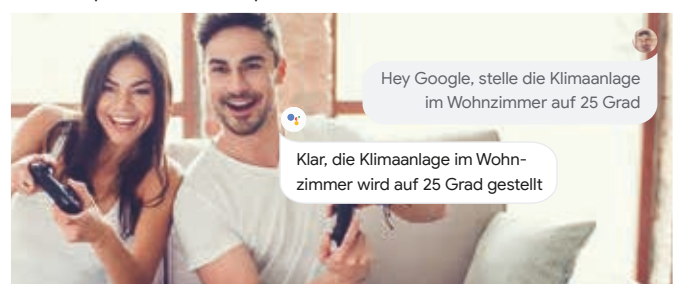 Hey Google, stelle die Klimaanlage
im Wohnzimmer auf 25 Grad
Klar, die Klimaanlage im Wohn-
zimmer wird auf 25 Grad gestellt